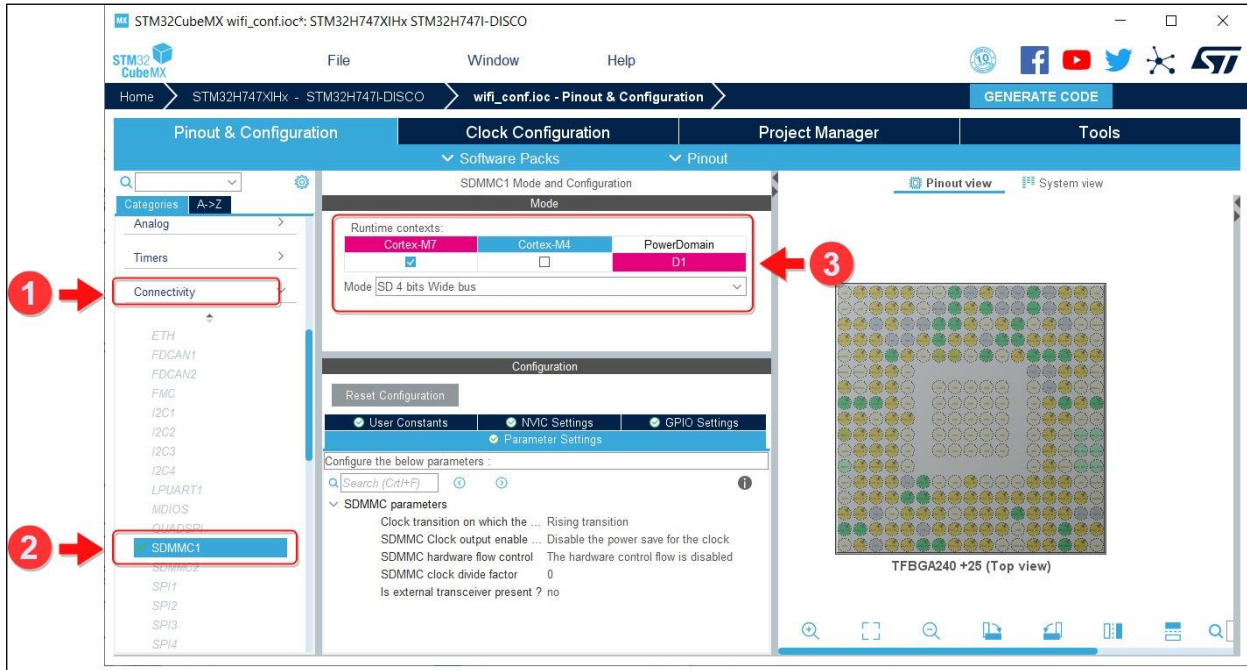 MX STM32CubeMX wifi_conf.ioc*: STM32H747XIHx STM32H747I-DISCO
STM32 CubeMX
File Window Help
10
ST
Home STM32H747XIHx - STM32H747I-DISCO wifi_conf.ioc - Pinout & Configuration GENERATE CODE
Pinout & Configuration Clock Configuration Project Manager Tools
Software Packs Pinout
SDMMC1 Mode and Configuration
Pinout view System view
Categories A->Z
Mode
Analog
Timers
1
Connectivity
ETH
FDCAN1
FDCAN2
FMC
I2C1
I2C2
I2C3
I2C4
LPUART1
MDIOS
QUADSPI
2
SDMMC1
SDMMC2
SPI1
SPI2
SPI3
SPI4
Runtime contexts:
Cortex-M7 Cortex-M4 PowerDomain
D1
3
Mode SD 4 bits Wide bus
Configuration
Reset Configuration
User Constants NVIC Settings GPIO Settings
Parameter Settings
Configure the below parameters :
Search (Crtl+F)
SDMMC parameters
Clock transition on which the ... Rising transition
SDMMC Clock output enable ... Disable the power save for the clock
SDMMC hardware flow control The hardware control flow is disabled
SDMMC clock divide factor 0
Is external transceiver present ? no
TFBGA240 +25 (Top view)